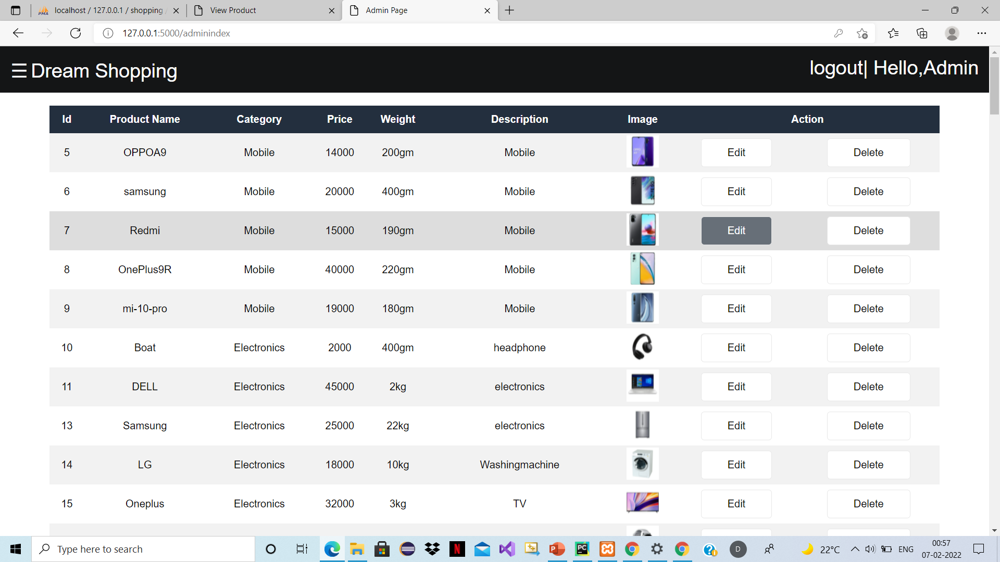 localhost / 127.0.0.1 / shopping
View Product
Admin Page
127.0.0.1:5000/adminindex
☰ Dream Shopping
logout| Hello,Admin
Id Product Name Category Price Weight Description Image Action
5 OPPOA9 Mobile 14000 200gm Mobile Edit Delete
6 samsung Mobile 20000 400gm Mobile Edit Delete
7 Redmi Mobile 15000 190gm Mobile Edit Delete
8 OnePlus9R Mobile 40000 220gm Mobile Edit Delete
9 mi-10-pro Mobile 19000 180gm Mobile Edit Delete
10 Boat Electronics 2000 400gm headphone Edit Delete
11 DELL Electronics 45000 2kg electronics Edit Delete
13 Samsung Electronics 25000 22kg electronics Edit Delete
14 LG Electronics 18000 10kg Washingmachine Edit Delete
15 Oneplus Electronics 32000 3kg TV Edit Delete
Type here to search
D
22°C
ENG
00:57
07-02-2022